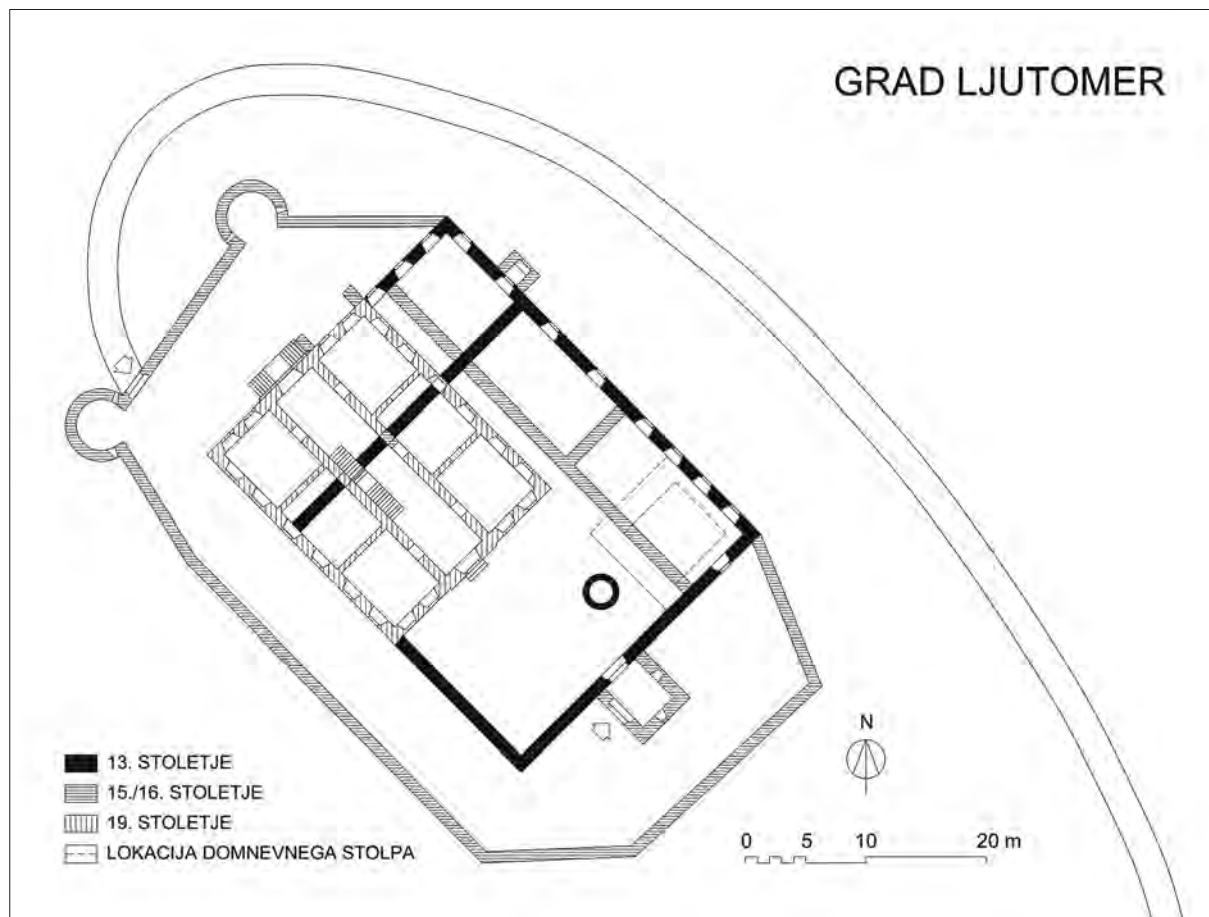 GRAD LJUTOMER
13. STOLETJE
15./16. STOLETJE
19. STOLETJE
LOKACIJA DOMNEVNEGA STOLPA
N
0 5 10 20 m